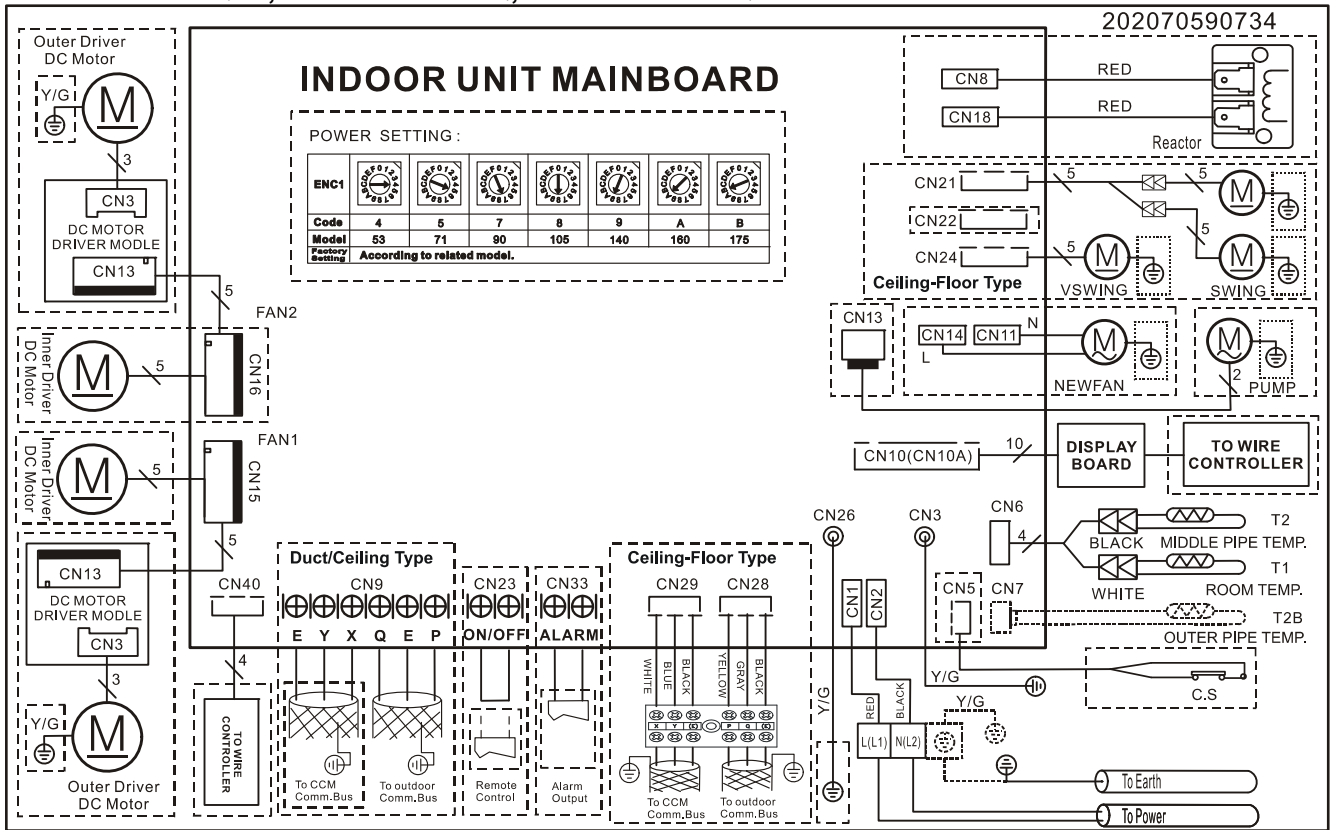 202070590734
Outer Driver
DC Motor
Y/G
M
3
CN3
DC MOTOR
DRIVER MODLE
CN13
5
FAN2
Inner Driver
DC Motor
M
5
CN16
FAN1
Inner Driver
DC Motor
M
5
CN15
5
CN13
DC MOTOR
DRIVER MODLE
CN3
3
Y/G
M
Outer Driver
DC Motor
INDOOR UNIT MAINBOARD
POWER SETTING :
ENC1
Code 4 5 7 8 9 A B
Model 53 71 90 105 140 160 175
Factory Setting According to related model.
CN8 RED
CN18 RED
Reactor
CN21 5 5 M
CN22
5
CN24 5 M M
Ceiling-Floor Type VSWING SWING
CN13
CN14 CN11 N
L
M
NEWFAN
M
2
PUMP
CN10(CN10A) 10
DISPLAY
BOARD
TO WIRE
CONTROLLER
CN6
4
BLACK
T2
MIDDLE PIPE TEMP.
WHITE
T1
ROOM TEMP.
CN5
CN7
T2B
OUTER PIPE TEMP.
C.S
CN26
Y/G
CN3
Y/G
CN1
CN2
RED
BLACK
Y/G
L(L1) N(L2)
To Earth
To Power
CN40
4
TO WIRE
CONTROLLER
Duct/Ceiling Type
CN9
E Y X Q E P
To CCM
Comm.Bus
To outdoor
Comm.Bus
CN23
ON/OFF
Remote
Control
CN33
ALARM
Alarm
Output
Ceiling-Floor Type
CN29 CN28
WHITE
BLUE
BLACK
YELLOW
GRAY
BLACK
X Y E P Q E
To CCM
Comm.Bus
To outdoor
Comm.Bus